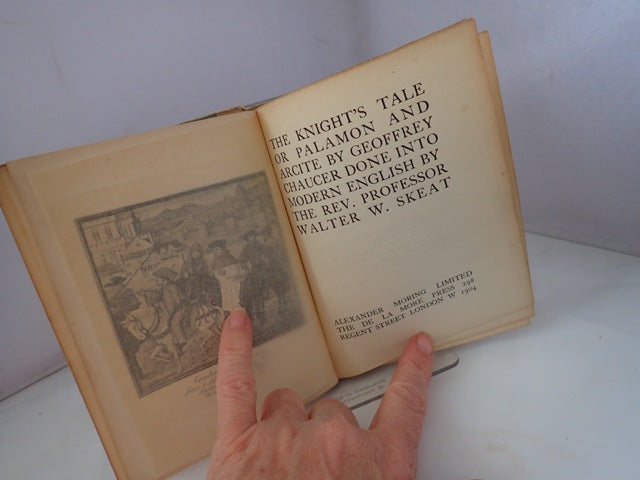 THE KNIGHT'S TALE
OR PALAMON AND
ARCITE BY GEOFFREY
CHAUCER DONE INTO
MODERN ENGLISH BY
THE REV. PROFESSOR
WALTER W. SKEAT
ALEXANDER MORING LIMITED
THE DE LA MORE PRESS 298
REGENT STREET LONDON W 1904